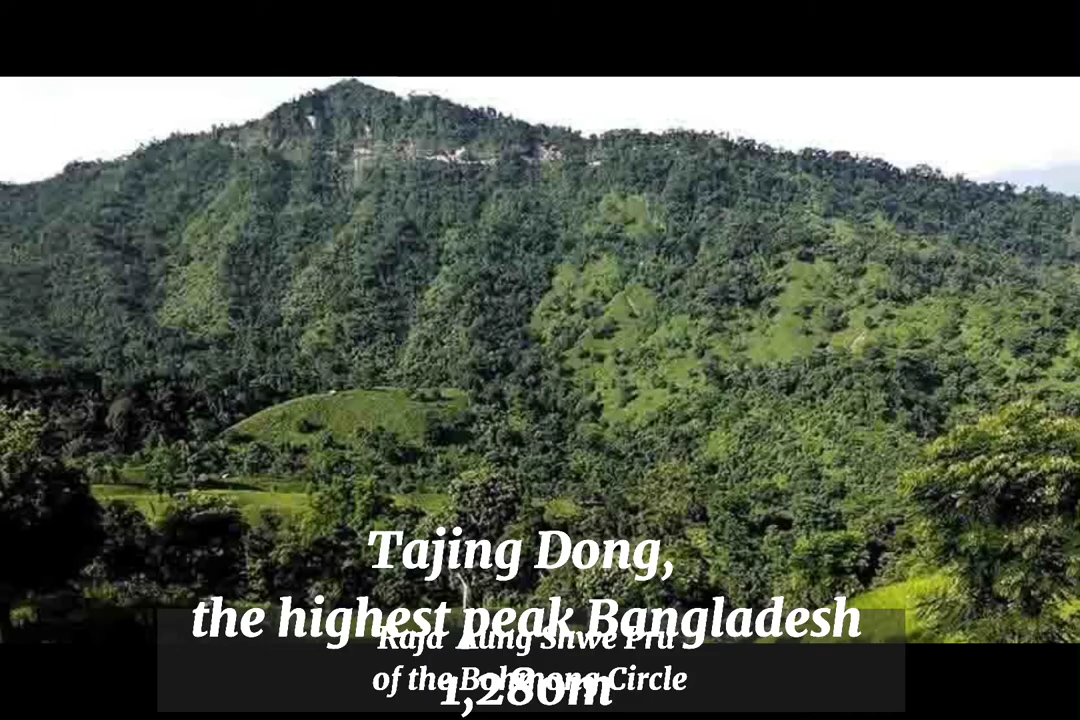 Tajing Dong,
the highest peak Bangladesh
Raja Aung Shwe Pru
of the Bohmong Circle
1,280m